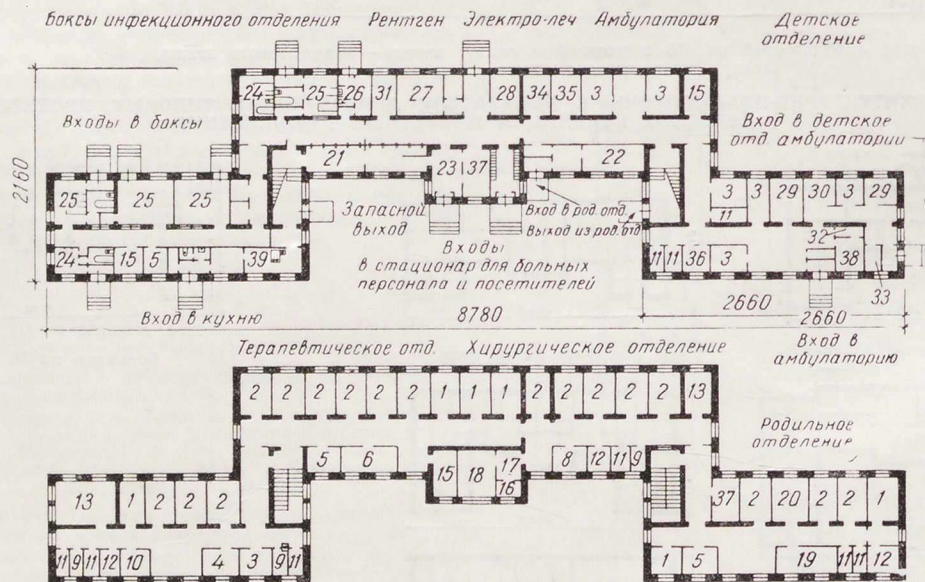 боксы инфекционного отделения Рентген Электро-леч Амбулатория Детское
отделение
24 25 26 31 27 28 34 35 3 3 15
Входы в боксы
Вход в детское
отд. амбулатории
2160
21 23 37 22
25 25 25
3 3 29 30 3 29
11
Запасной
выход
Вход в род. отд.
Выход из род. отд
Входы
в стационар для больных
персонала и посетителей
24 15 5 39
11 11 36 3 32 38 33
2660
Вход в кухню
8780
2660
Вход в
амбулаторию
Терапевтическое отд. Хирургическое отделение
2 2 2 2 2 2 1 1 1 2 2 2 2 2 13
Родильное
отделение
5 6 15 18 17 16 8 12 11 9
13 1 2 2 2
37 2 20 2 2 1
11 9 11 12 10 4 3 9 11
1 5 19 11 11 12